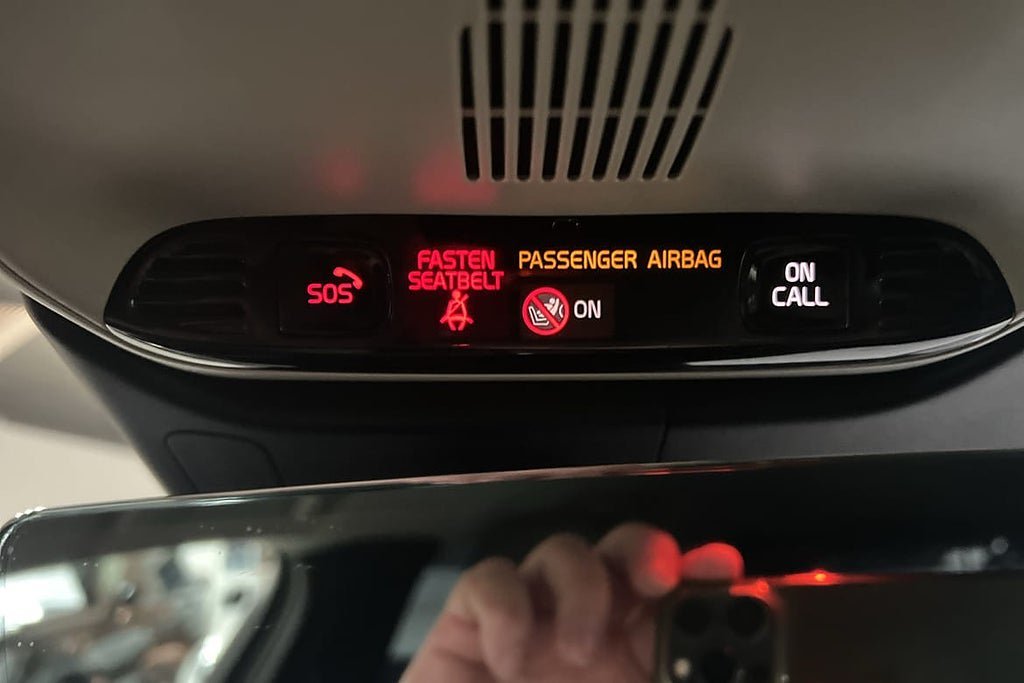 SOS
FASTEN
SEATBELT
PASSENGER AIRBAG
ON
ON
CALL